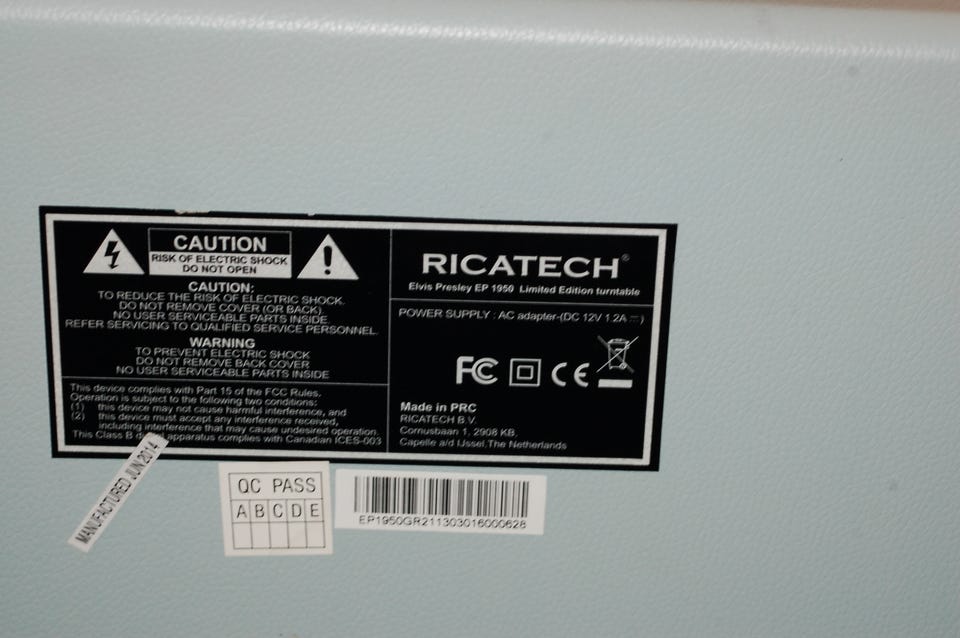 CAUTION
RISK OF ELECTRIC SHOCK
DO NOT OPEN
CAUTION:
TO REDUCE THE RISK OF ELECTRIC SHOCK.
DO NOT REMOVE COVER (OR BACK).
NO USER SERVICEABLE PARTS INSIDE.
REFER SERVICING TO QUALIFIED SERVICE PERSONNEL.
WARNING
TO PREVENT ELECTRIC SHOCK
DO NOT REMOVE BACK COVER
NO USER SERVICEABLE PARTS INSIDE
This device complies with Part 15 of the FCC Rules.
Operation is subject to the following two conditions:
(1) this device may not cause harmful interference, and
(2) this device must accept any interference received,
including interference that may cause undesired operation.
This Class B apparatus complies with Canadian ICES-003
RICATECH®
Elvis Presley EP 1950 Limited Edition turntable
POWER SUPPLY : AC adapter-(DC 12V 1.2A ⎓)
FC CE
Made in PRC
RICATECH B.V.
Cornusbaan 1, 2908 KB,
Capelle a/d IJssel,The Netherlands
MANUFACTURED JUN 2014
QC PASS
A B C D E
EP1950GR211303016000628